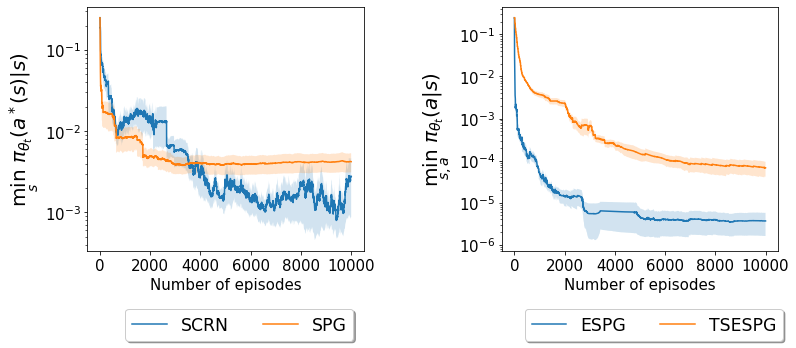 min_s π_{θ_t}(a*(s)|s)
10⁻¹
10⁻²
10⁻³
0 2000 4000 6000 8000 10000
Number of episodes
SCRN SPG
min_{s,a} π_{θ_t}(a|s)
10⁻¹
10⁻²
10⁻³
10⁻⁴
10⁻⁵
10⁻⁶
0 2000 4000 6000 8000 10000
Number of episodes
ESPG TSESPG